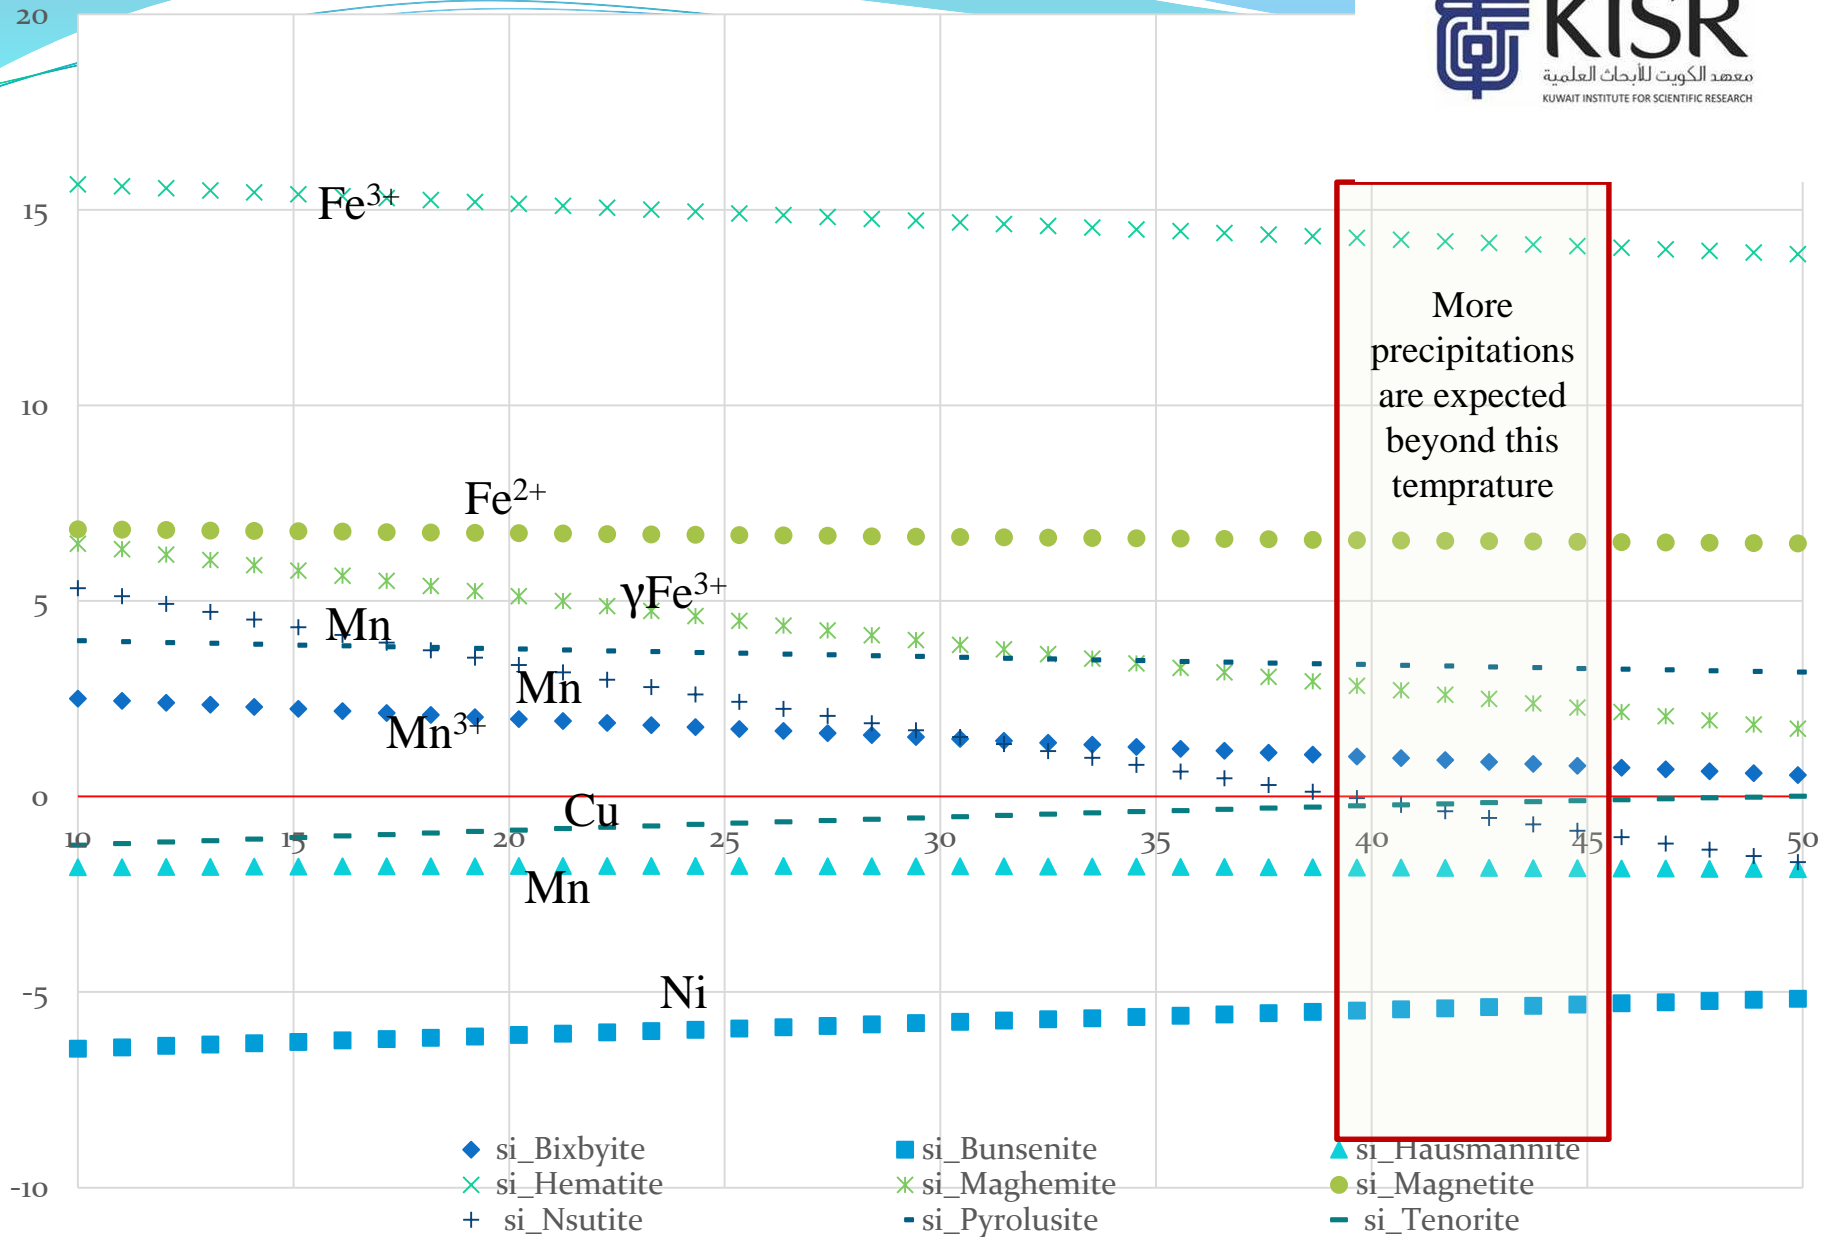 KISR
معهد الكويت للأبحاث العلمية
KUWAIT INSTITUTE FOR SCIENTIFIC RESEARCH
20
15
10
5
0
-5
-10
10
15
20
25
30
35
40
45
50
Fe³⁺
Fe²⁺
γFe³⁺
Mn
Mn
Mn³⁺
Cu
Mn
Ni
More
precipitations
are expected
beyond this
temprature
si_Bixbyite
si_Bunsenite
si_Hausmannite
si_Hematite
si_Maghemite
si_Magnetite
si_Nsutite
si_Pyrolusite
si_Tenorite